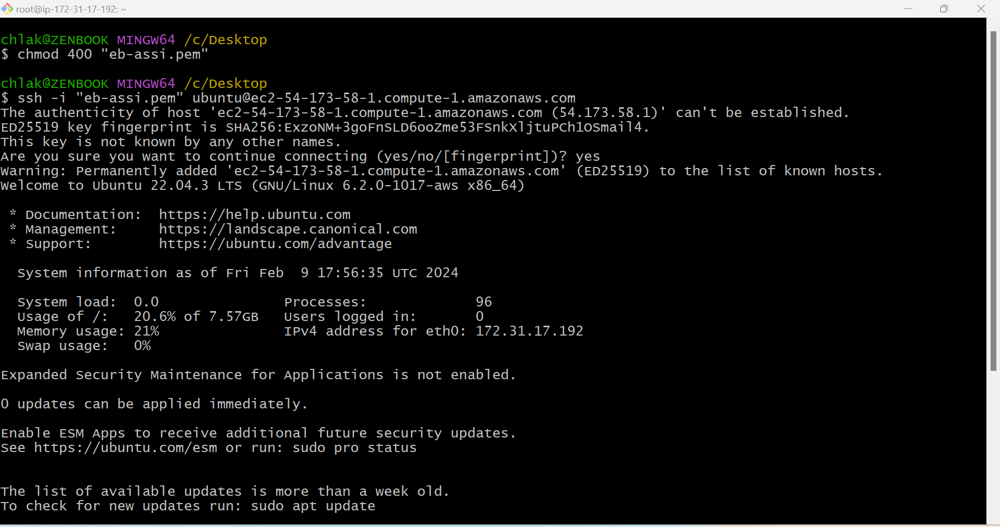 root@ip-172-31-17-192: ~
chlak@ZENBOOK MINGW64 /c/Desktop
$ chmod 400 "eb-assi.pem"
chlak@ZENBOOK MINGW64 /c/Desktop
$ ssh -i "eb-assi.pem" ubuntu@ec2-54-173-58-1.compute-1.amazonaws.com
The authenticity of host 'ec2-54-173-58-1.compute-1.amazonaws.com (54.173.58.1)' can't be established.
ED25519 key fingerprint is SHA256:ExzoNM+3goFnSLD6ooZme53FSnkXljtuPCh1OSmail4.
This key is not known by any other names.
Are you sure you want to continue connecting (yes/no/[fingerprint])? yes
Warning: Permanently added 'ec2-54-173-58-1.compute-1.amazonaws.com' (ED25519) to the list of known hosts.
Welcome to Ubuntu 22.04.3 LTS (GNU/Linux 6.2.0-1017-aws x86_64)
* Documentation:  https://help.ubuntu.com
* Management:     https://landscape.canonical.com
* Support:        https://ubuntu.com/advantage
System information as of Fri Feb  9 17:56:35 UTC 2024
System load:  0.0               Processes:             96
Usage of /:   20.6% of 7.57GB   Users logged in:       0
Memory usage: 21%               IPv4 address for eth0: 172.31.17.192
Swap usage:   0%
Expanded Security Maintenance for Applications is not enabled.
0 updates can be applied immediately.
Enable ESM Apps to receive additional future security updates.
See https://ubuntu.com/esm or run: sudo pro status
The list of available updates is more than a week old.
To check for new updates run: sudo apt update